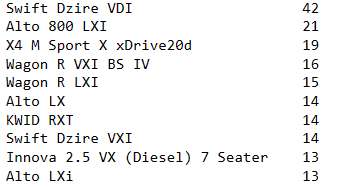 Swift Dzire VDI 42
Alto 800 LXI 21
X4 M Sport X xDrive20d 19
Wagon R VXI BS IV 16
Wagon R LXI 15
Alto LX 14
KWID RXT 14
Swift Dzire VXI 14
Innova 2.5 VX (Diesel) 7 Seater 13
Alto LXi 13